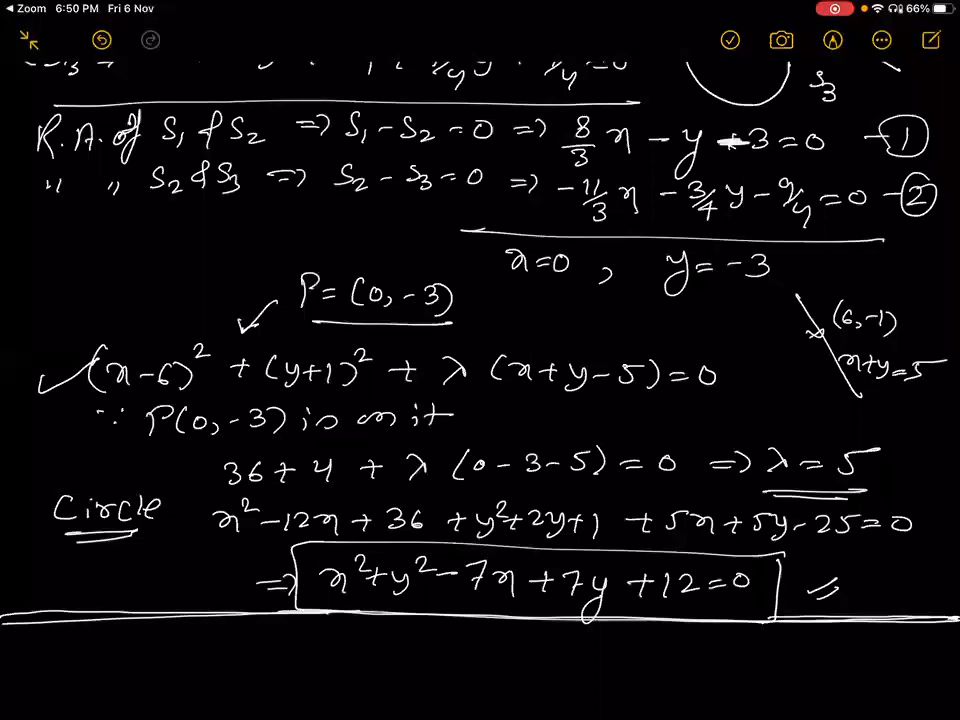 Zoom 6:50 PM Fri 6 Nov 66%
S3
R.A. of S1 & S2 => S1 - S2 = 0 => 8/3 x - y - 3 = 0 - ①
" " S2 & S3 => S2 - S3 = 0 => -11/3 x - 3/4 y - 9/4 = 0 - ②
x = 0 , y = -3
P = (0, -3)
(6, -1)
x + y = 5
(x-6)² + (y+1)² + λ (x + y - 5) = 0
∵ P(0, -3) is on it
36 + 4 + λ (0 - 3 - 5) = 0 => λ = 5
Circle x² - 12x + 36 + y² + 2y + 1 + 5x + 5y - 25 = 0
=> x² + y² - 7x + 7y + 12 = 0